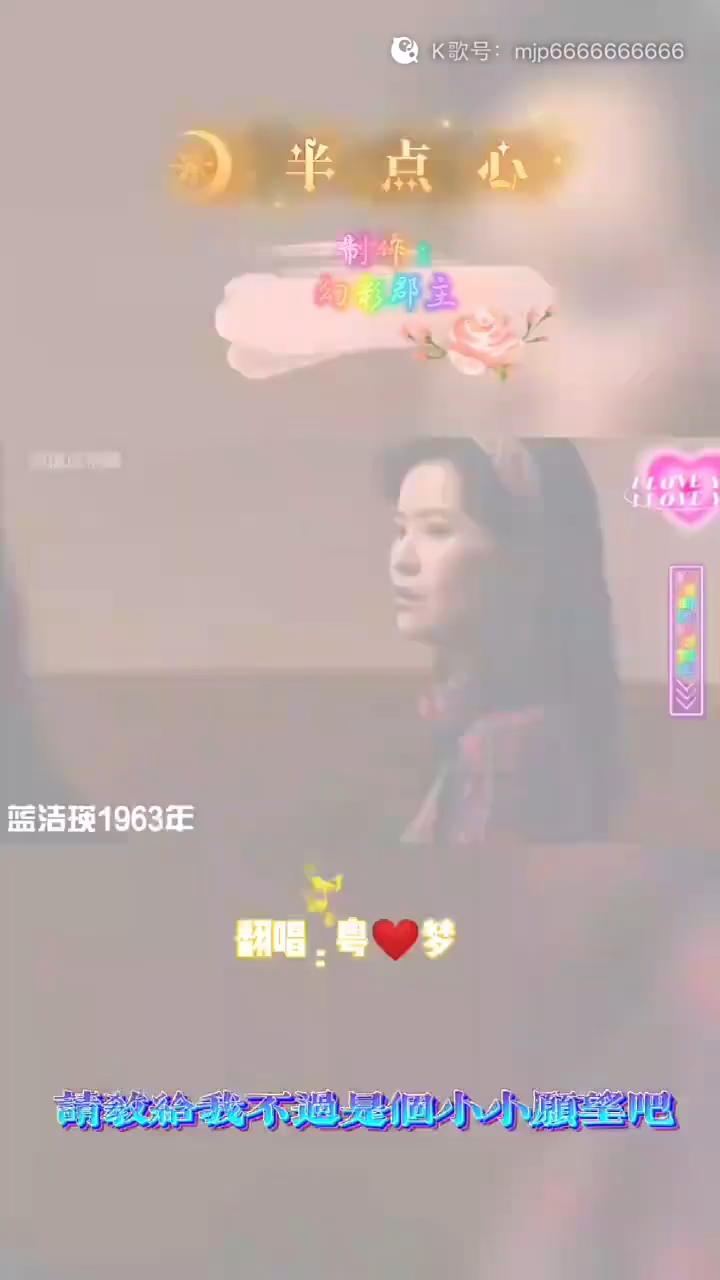 K歌号：mjp6666666666
半点心
制作：
幻彩郡主
I LOVE Y
I LOVE Y
蓝洁瑛1963年
翻唱：粤❤️梦
請教給我不過是個小小願望吧